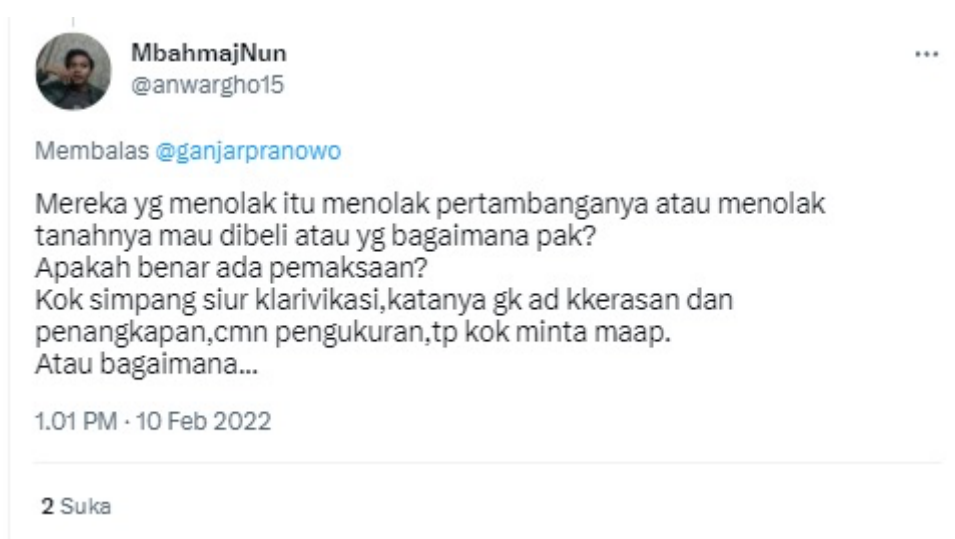 MbahmajNun
@anwargho15
Membalas @ganjarpranowo
Mereka yg menolak itu menolak pertambanganya atau menolak
tanahnya mau dibeli atau yg bagaimana pak?
Apakah benar ada pemaksaan?
Kok simpang siur klarivikasi,katanya gk ad kkerasan dan
penangkapan,cmn pengukuran,tp kok minta maap.
Atau bagaimana...
1.01 PM · 10 Feb 2022
2 Suka